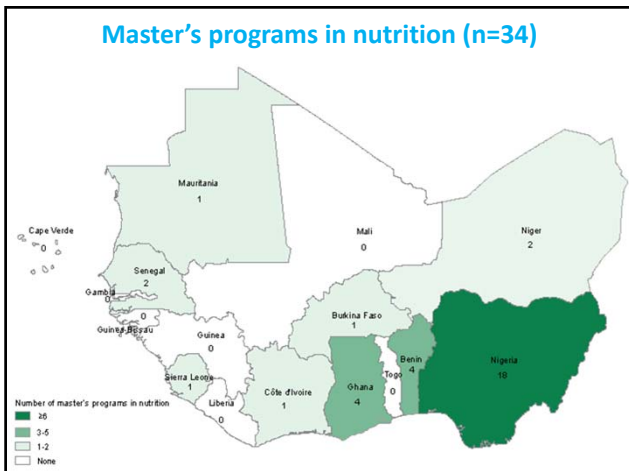 Master's programs in nutrition (n=34)
Mauritania
1
Cape Verde
0
Mali
0
Niger
2
Senegal
2
Gambia
0
0
Guinea-Bissau
Guinea
0
Burkina Faso
1
Sierra Leone
1
Liberia
0
Côte d'Ivoire
1
Ghana
4
Togo
0
Benin
4
Nigeria
18
Number of master's programs in nutrition
≥6
3-5
1-2
None